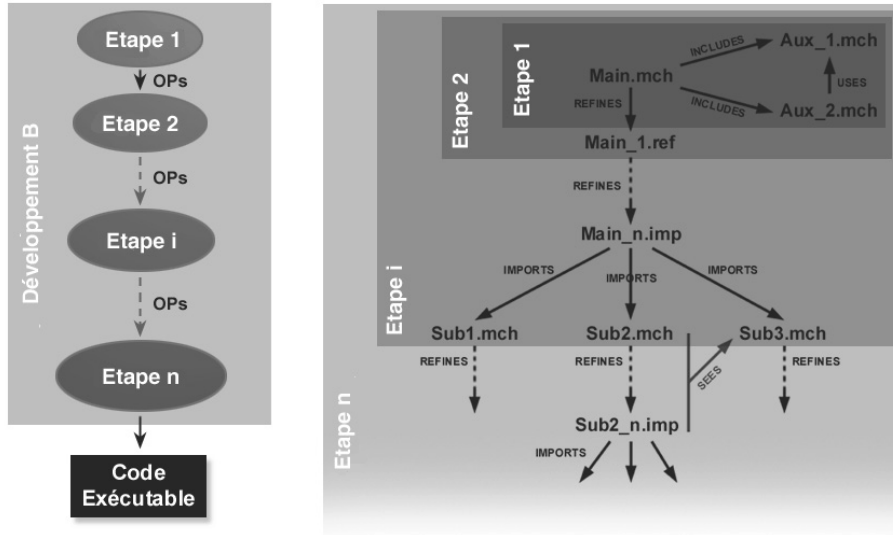 Développement B
Etape 1
OPs
Etape 2
OPs
Etape i
OPs
Etape n
Code
Exécutable
Etape n
Etape i
Etape 2
Etape 1
Main.mch
INCLUDES
Aux_1.mch
USES
INCLUDES
Aux_2.mch
REFINES
Main_1.ref
REFINES
Main_n.imp
IMPORTS
IMPORTS
IMPORTS
Sub1.mch
Sub2.mch
Sub3.mch
REFINES
REFINES
SEES
REFINES
Sub2_n.imp
IMPORTS